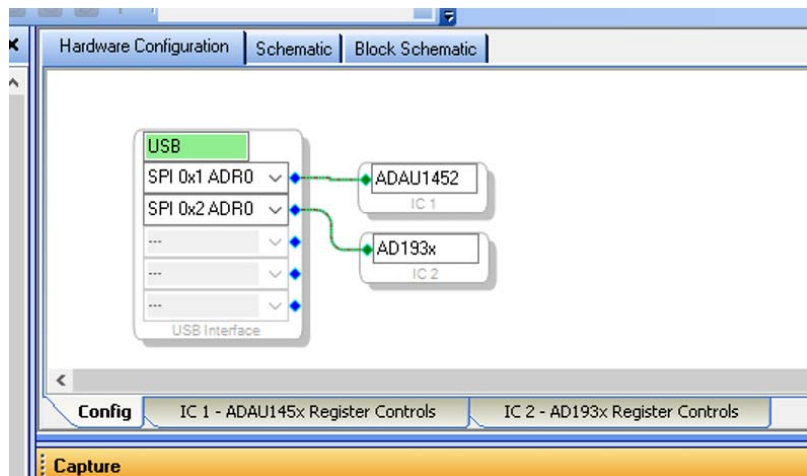 Hardware Configuration Schematic Block Schematic
USB
SPI 0x1 ADR0
ADAU1452
IC 1
SPI 0x2 ADR0
---
AD193x
IC 2
---
---
USB Interface
Config IC 1 - ADAU145x Register Controls IC 2 - AD193x Register Controls
Capture